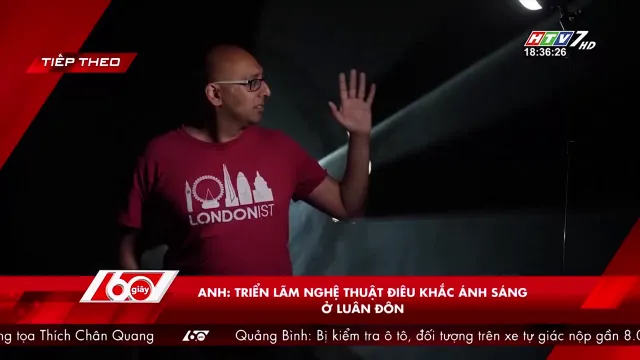 TIẾP THEO
HTV7 HD
18:36:26
LONDONIST
60 giây
ANH: TRIỂN LÃM NGHỆ THUẬT ĐIÊU KHẮC ÁNH SÁNG
Ở LUÂN ĐÔN
ng tọa Thích Chân Quang 60 Quảng Bình: Bị kiểm tra ô tô, đối tượng trên xe tự giác nộp gần 8.0